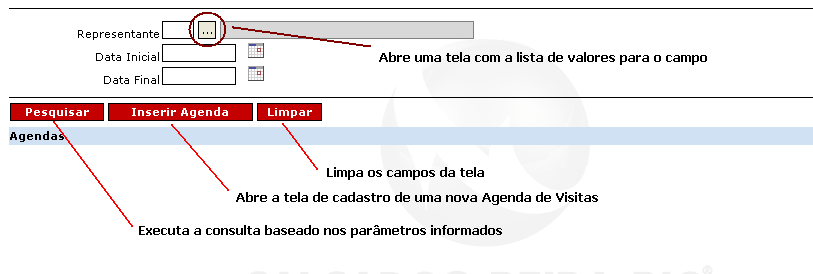 Representante ...
Abre uma tela com a lista de valores para o campo
Data Inicial
Data Final
Pesquisar Inserir Agenda Limpar
Agendas
Limpa os campos da tela
Abre a tela de cadastro de uma nova Agenda de Visitas
Executa a consulta baseado nos parâmetros informados